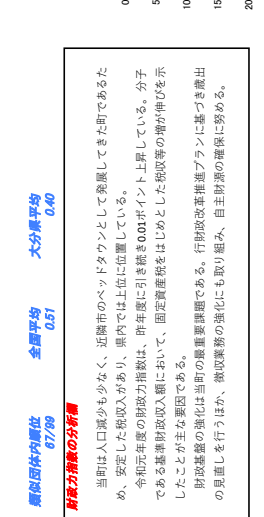 類似団体内順位 全国平均 大分県平均
67/99 0.51 0.40
財政力指数の分析欄
当町は人口減少も少なく、近隣市のベッドタウンとして発展してきた町であるた
め、安定した税収入があり、県内では上位に位置している。
令和元年度の財政力指数は、昨年度に引き続き0.01ポイント上昇している。分子
である基準財政収入額において、固定資産税をはじめとした税収等の増が伸びを示
したことが主な要因である。
財政基盤の強化は当町の最重要課題である。行財政改革推進プランに基づき歳出
の見直しを行うほか、徴収業務の強化にも取り組み、自主財源の確保に努める。
0
5
10
15
20